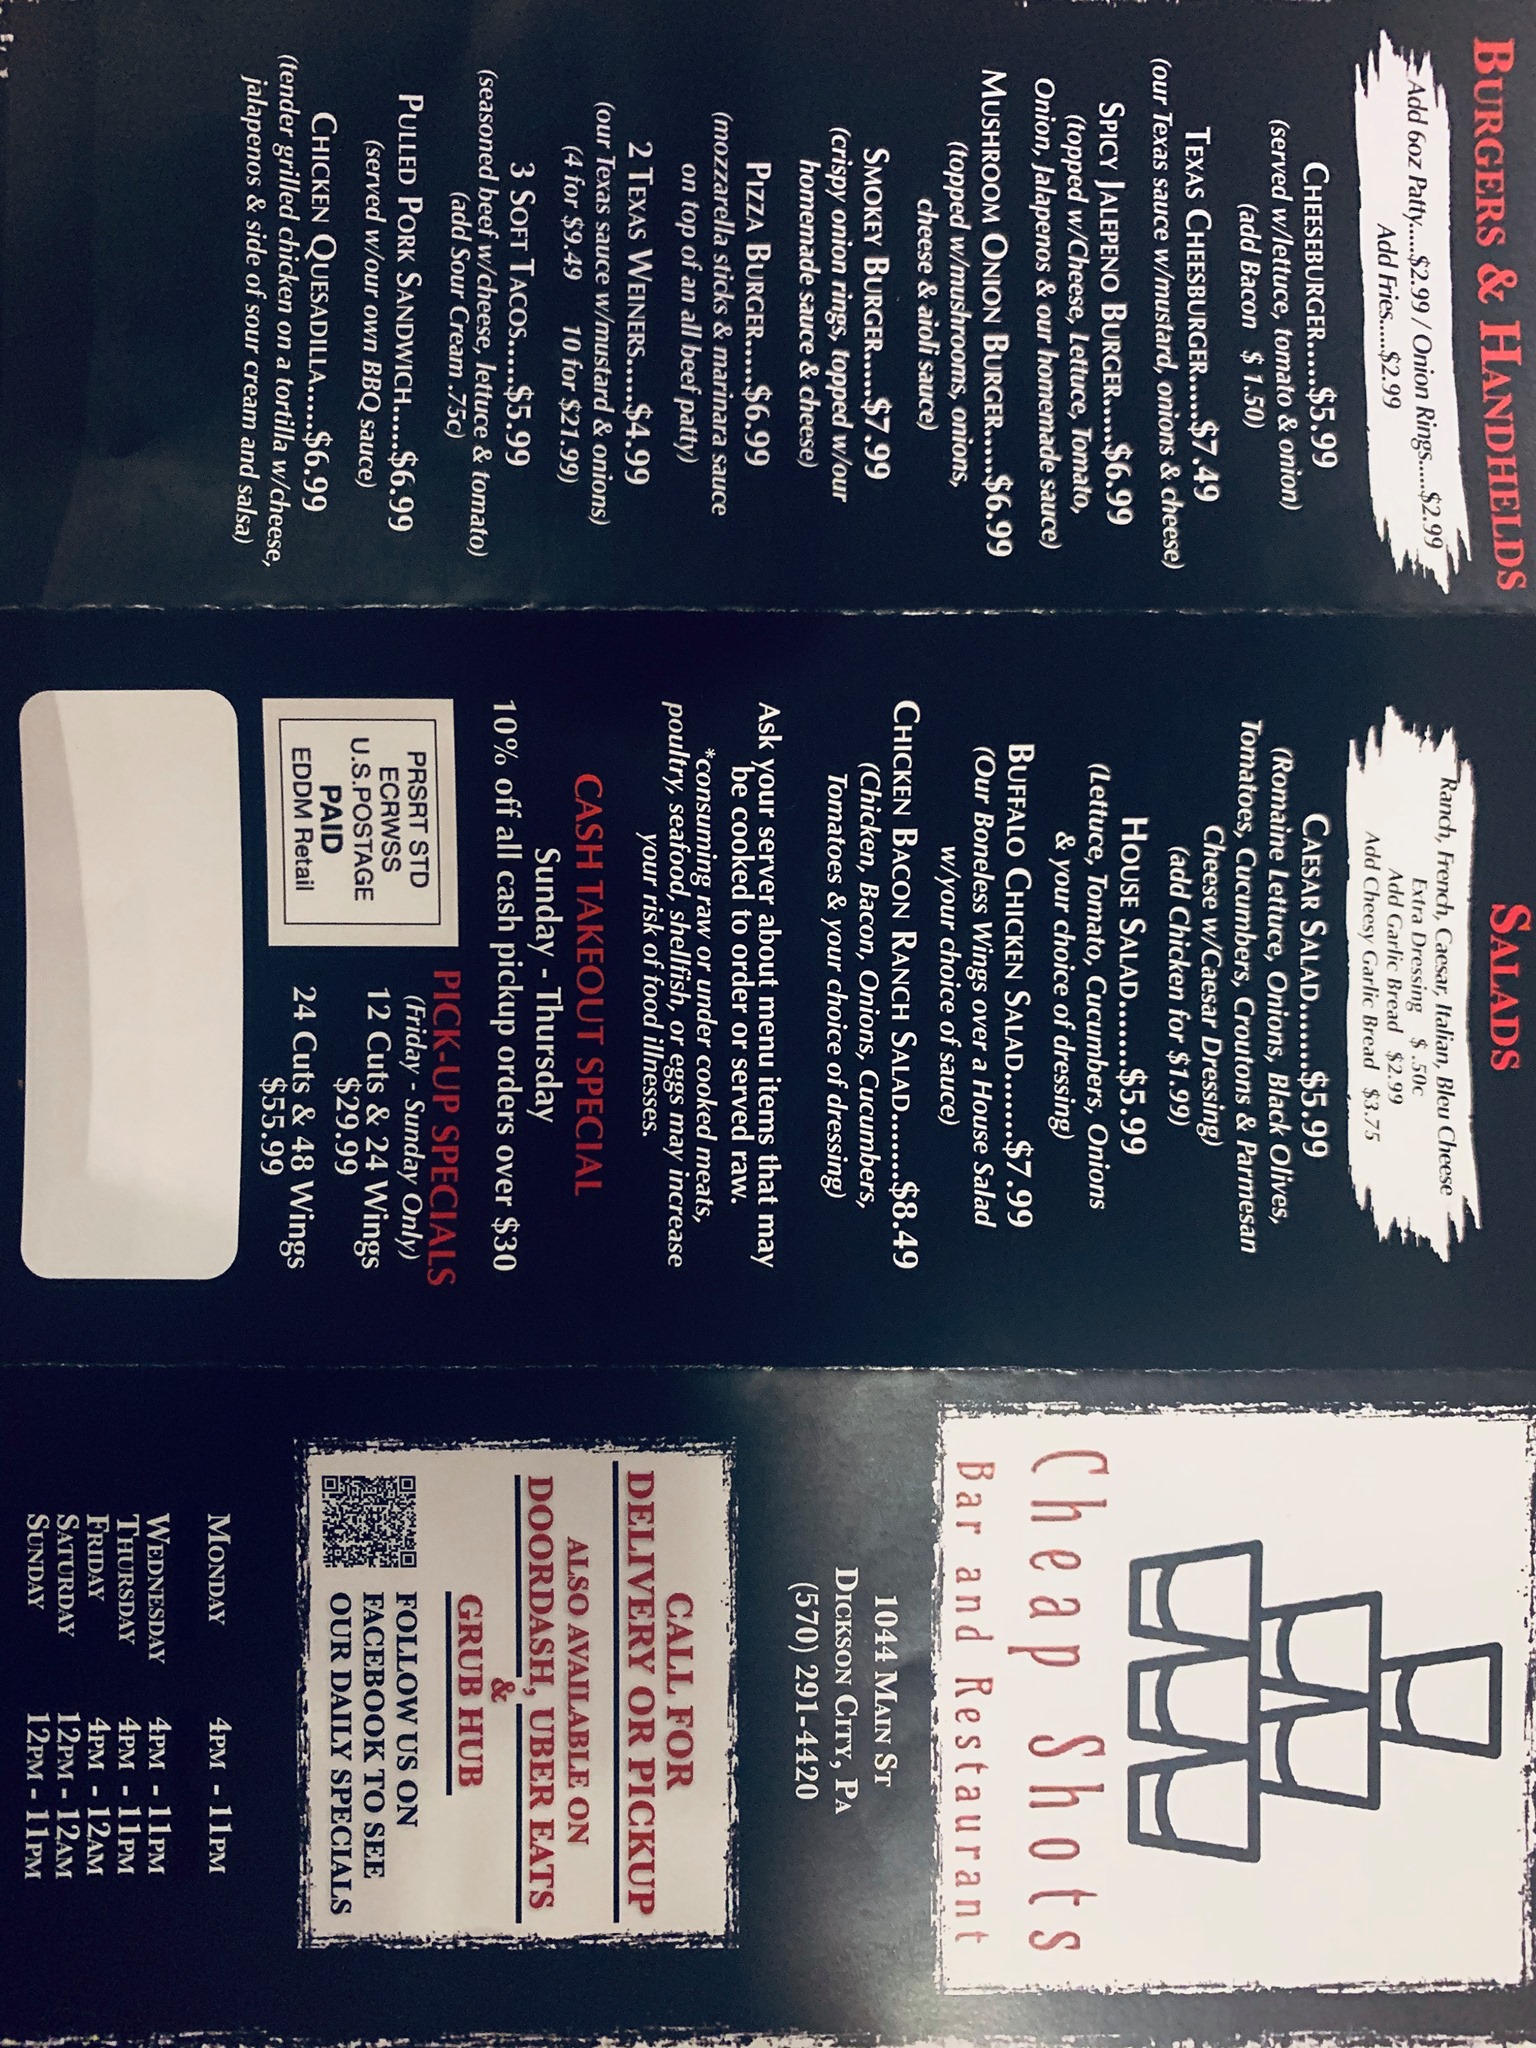 BURGERS & HANDHELDS
Add 6oz Patty.....$2.99 / Onion Rings.....$2.99
Add Fries.....$2.99
CHEESEBURGER.....$5.99
(served w/lettuce, tomato & onion)
(add Bacon $ 1.50)
TEXAS CHEESBURGER......$7.49
(our Texas sauce w/mustard, onions & cheese)
SPICY JALEPENO BURGER.....$6.99
(topped w/Cheese, Lettuce, Tomato,
Onion, Jalapenos & our homemade sauce)
MUSHROOM ONION BURGER......$6.99
(topped w/mushrooms, onions,
cheese & aioli sauce)
SMOKEY BURGER......$7.99
(crispy onion rings, topped w/our
homemade sauce & cheese)
PIZZA BURGER.....$6.99
(mozzarella sticks & marinara sauce
on top of an all beef patty)
2 TEXAS WEINERS......$4.99
(our Texas sauce w/mustard & onions)
(4 for $9.49 10 for $21.99)
3 SOFT TACOS......$5.99
(seasoned beef w/cheese, lettuce & tomato)
(add Sour Cream .75c)
PULLED PORK SANDWICH......$6.99
(served w/our own BBQ sauce)
CHICKEN QUESADILLA......$6.99
(tender grilled chicken on a tortilla w/cheese,
jalapenos & side of sour cream and salsa)
SALADS
Ranch, French, Caesar, Italian, Bleu Cheese
Extra Dressing $ .50c
Add Garlic Bread $2.99
Add Cheesy Garlic Bread $3.75
CAESAR SALAD........$5.99
(Romaine Lettuce, Onions, Black Olives,
Tomatoes, Cucumbers, Croutons & Parmesan
Cheese w/Caesar Dressing)
(add Chicken for $1.99)
HOUSE SALAD........$5.99
(Lettuce, Tomato, Cucumbers, Onions
& your choice of dressing)
BUFFALO CHICKEN SALAD.......$7.99
(Our Boneless Wings over a House Salad
w/your choice of sauce)
CHICKEN BACON RANCH SALAD.......$8.49
(Chicken, Bacon, Onions, Cucumbers,
Tomatoes & your choice of dressing)
Ask your server about menu items that may
be cooked to order or served raw.
*consuming raw or under cooked meats,
poultry, seafood, shellfish, or eggs may increase
your risk of food illnesses.
CASH TAKEOUT SPECIAL
Sunday - Thursday
10% off all cash pickup orders over $30
PRSRT STD
ECRWSS
U.S.POSTAGE
PAID
EDDM Retail
PICK-UP SPECIALS
(Friday - Sunday Only)
12 Cuts & 24 Wings
$29.99
24 Cuts & 48 Wings
$55.99
Cheap Shots
Bar and Restaurant
1044 MAIN ST
DICKSON CITY, PA
(570) 291-4420
CALL FOR
DELIVERY OR PICKUP
ALSO AVAILABLE ON
DOORDASH, UBER EATS
&
GRUB HUB
FOLLOW US ON
FACEBOOK TO SEE
OUR DAILY SPECIALS
MONDAY 4PM - 11PM
WEDNESDAY 4PM - 11PM
THURSDAY 4PM - 11PM
FRIDAY 4PM - 12AM
SATURDAY 12PM - 12AM
SUNDAY 12PM - 11PM